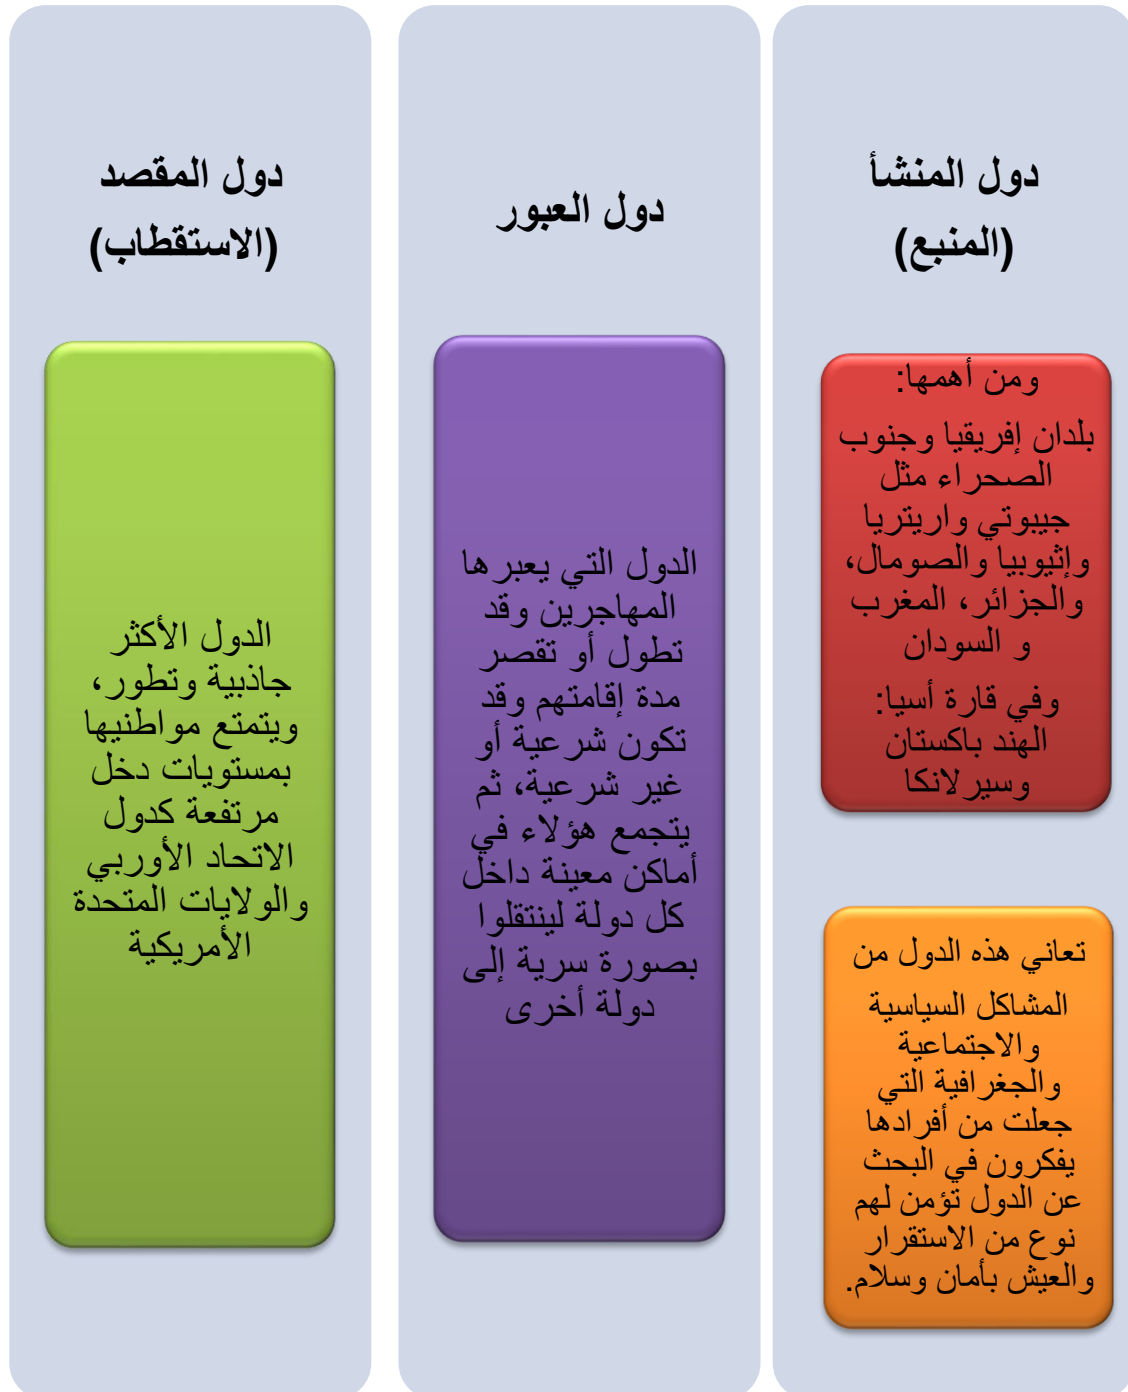 دول المنشأ
(المنبع)
ومن أهمها:
بلدان إفريقيا وجنوب
الصحراء مثل
جيبوتي واريتريا
وإثيوبيا والصومال،
والجزائر، المغرب
و السودان
وفي قارة أسيا:
الهند باكستان
وسيرلانكا
تعاني هذه الدول من
المشاكل السياسية
والاجتماعية
والجغرافية التي
جعلت من أفرادها
يفكرون في البحث
عن الدول تؤمن لهم
نوع من الاستقرار
والعيش بأمان وسلام.
دول العبور
الدول التي يعبرها
المهاجرين وقد
تطول أو تقصر
مدة إقامتهم وقد
تكون شرعية أو
غير شرعية، ثم
يتجمع هؤلاء في
أماكن معينة داخل
كل دولة لينتقلوا
بصورة سرية إلى
دولة أخرى
دول المقصد
(الاستقطاب)
الدول الأكثر
جاذبية وتطور،
ويتمتع مواطنيها
بمستويات دخل
مرتفعة كدول
الاتحاد الأوربي
والولايات المتحدة
الأمريكية